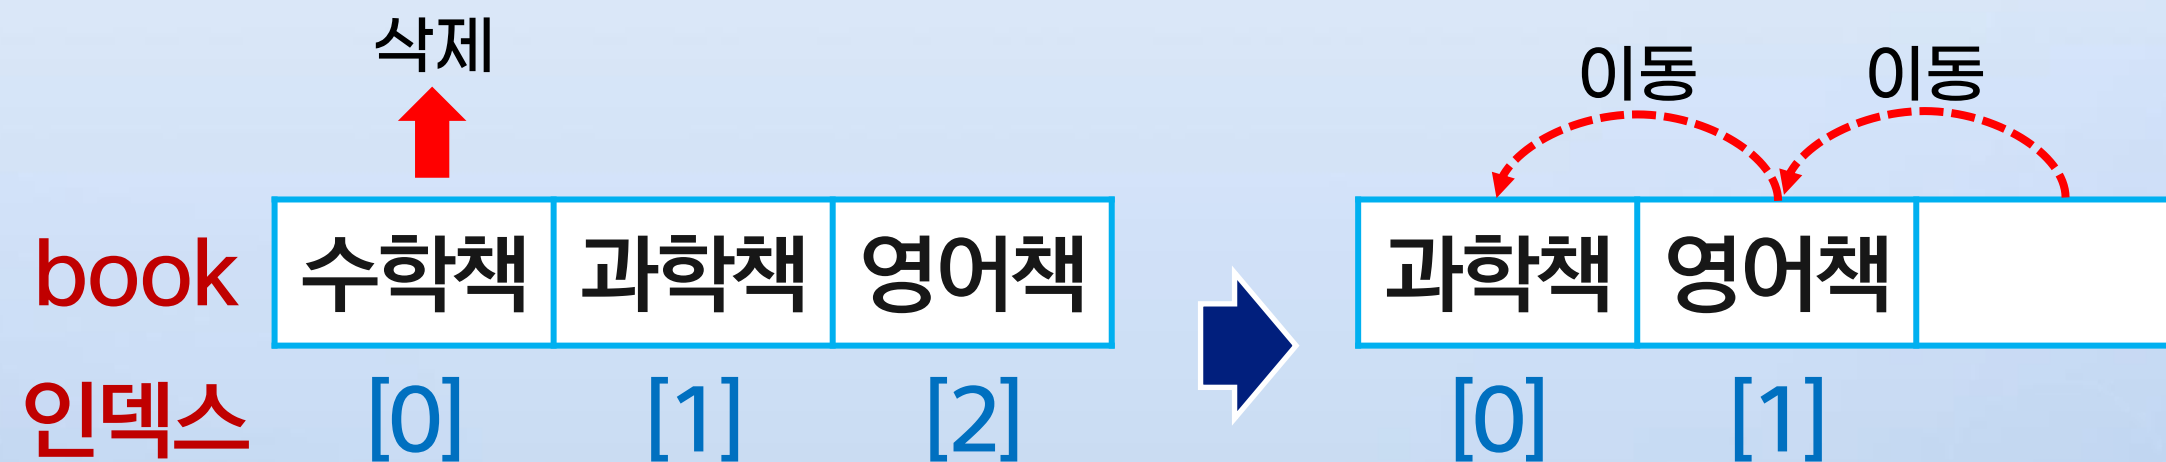 삭제
이동 이동
book 수학책 과학책 영어책 과학책 영어책
인덱스 [0] [1] [2] [0] [1]